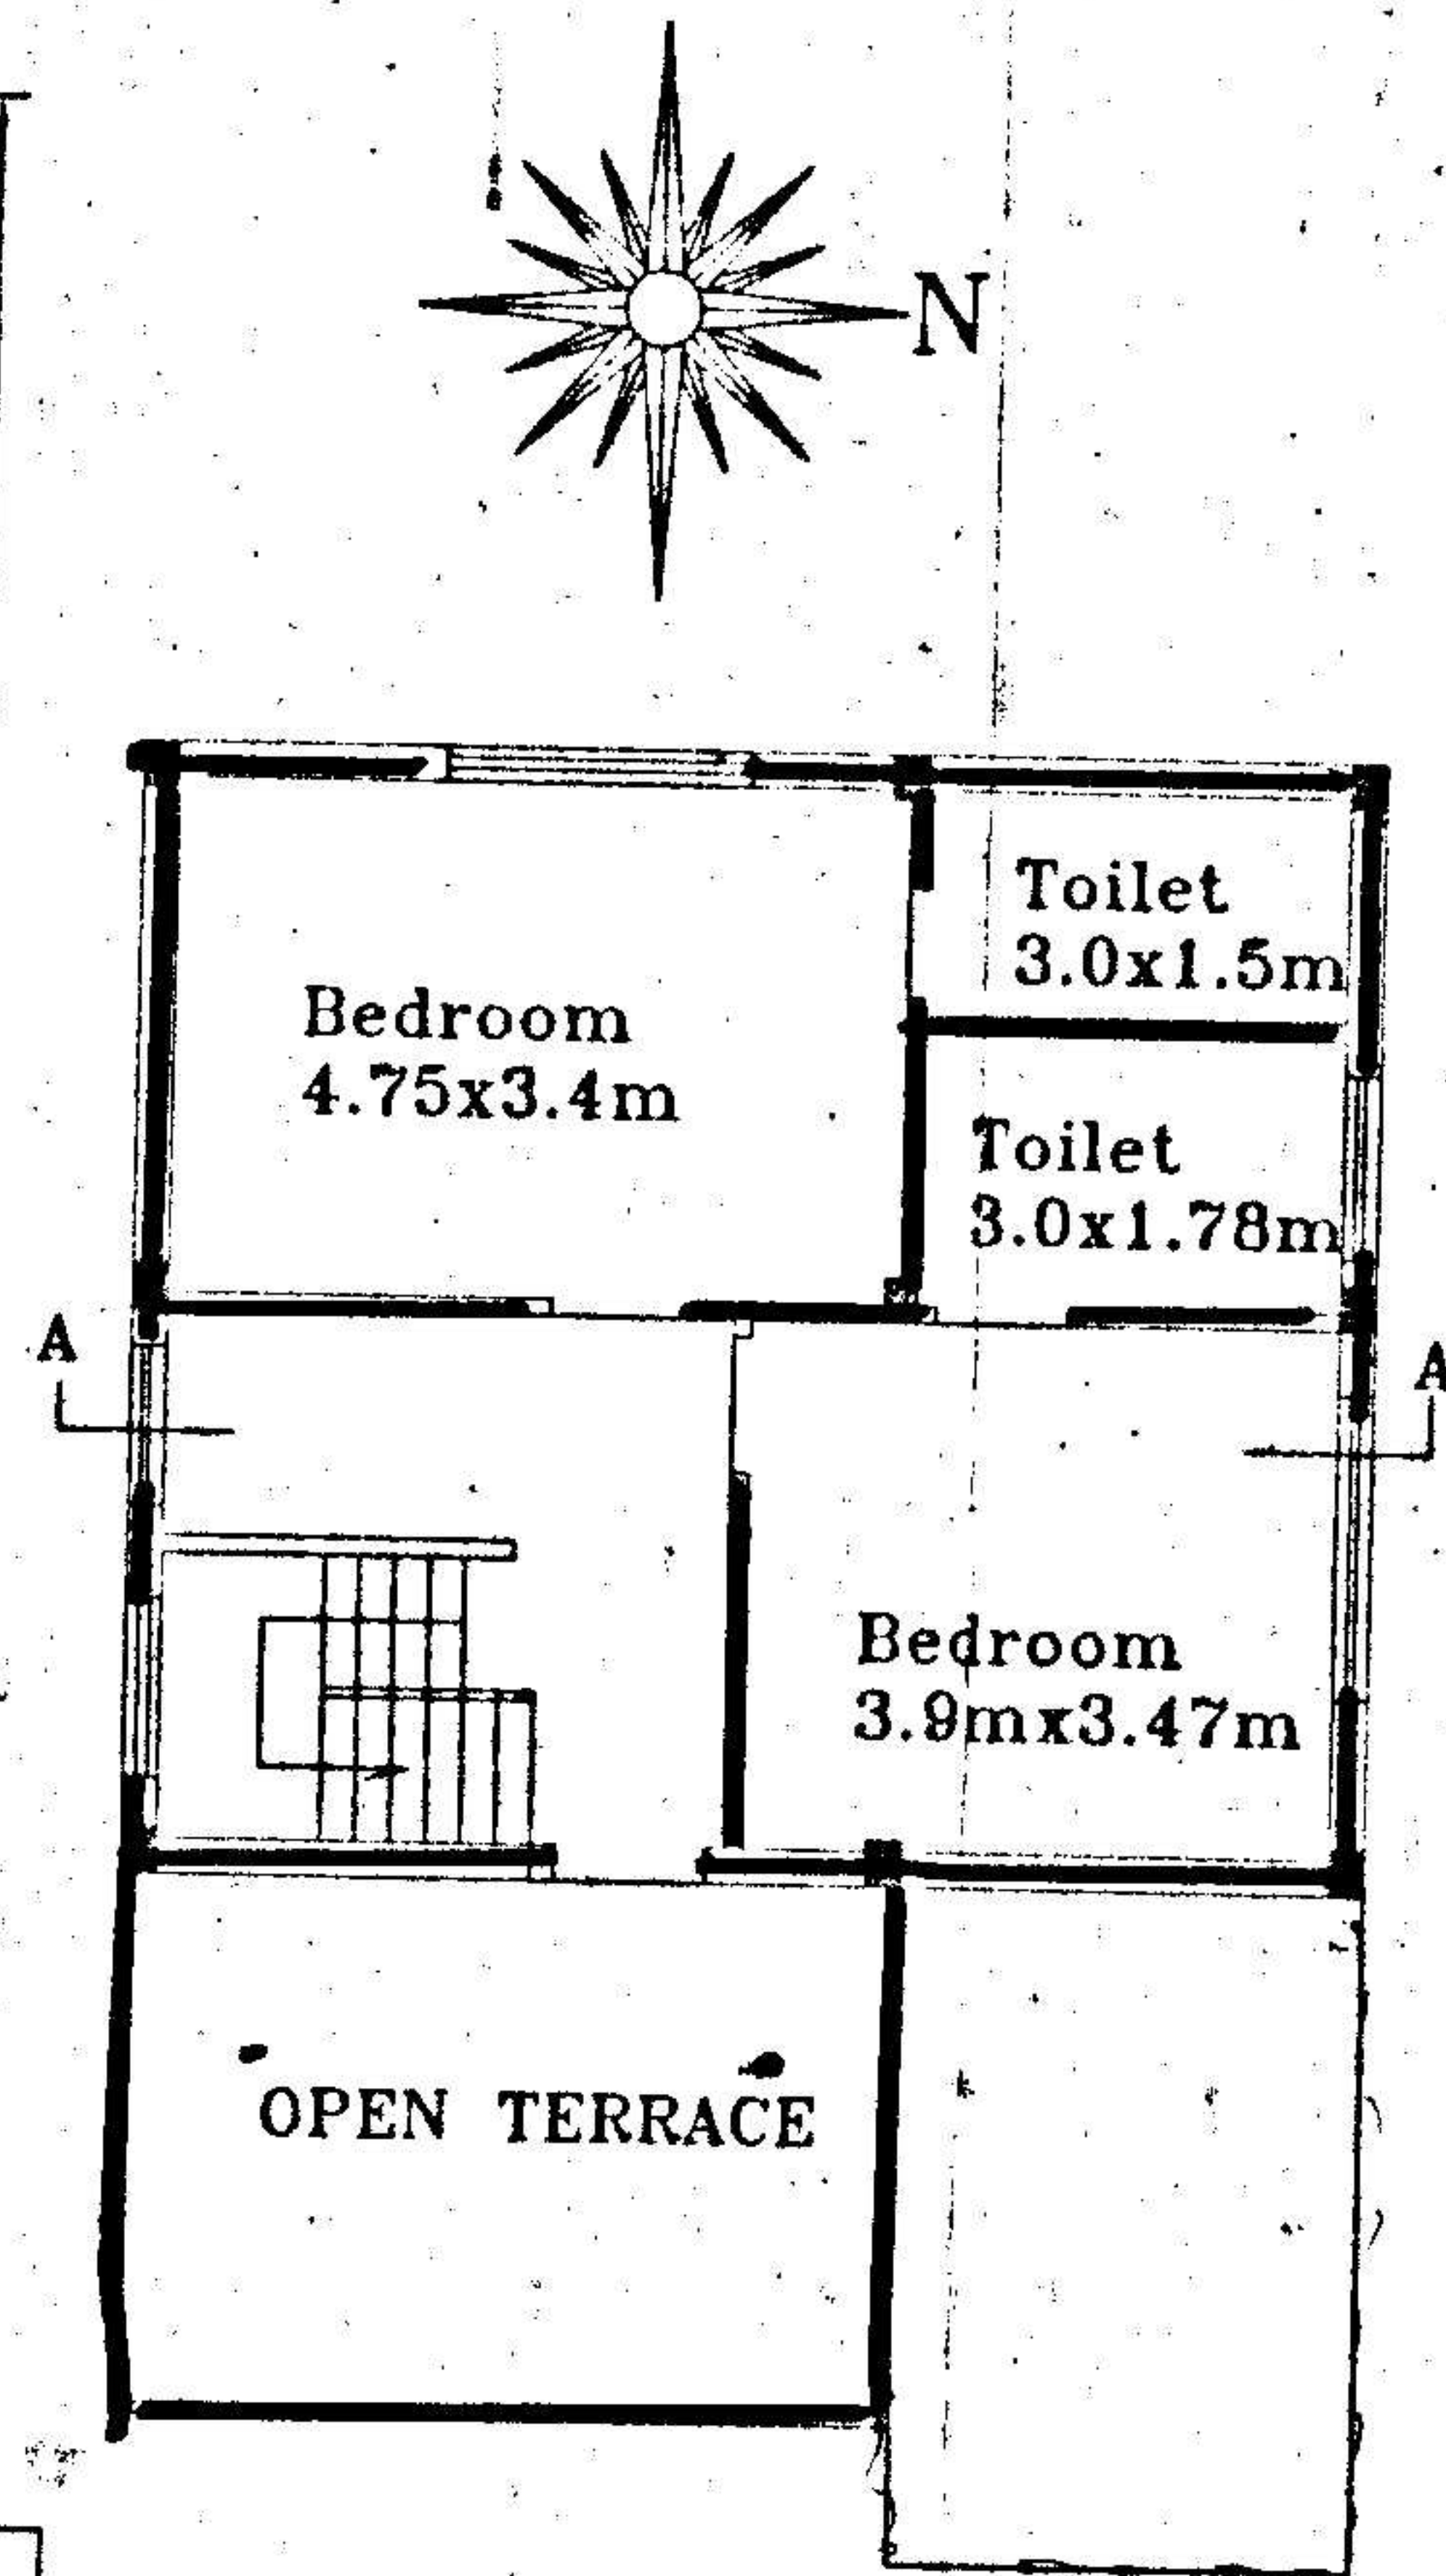 N
Toilet
3.0x1.5m
Bedroom
4.75x3.4m
Toilet
3.0x1.78m
A
A
Bedroom
3.9mx3.47m
OPEN TERRACE